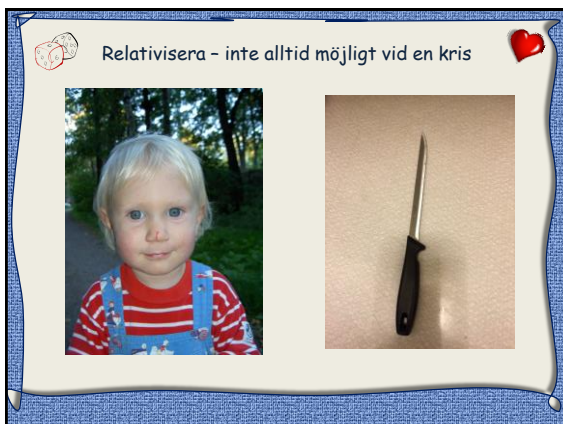 Relativisera – inte alltid möjligt vid en kris